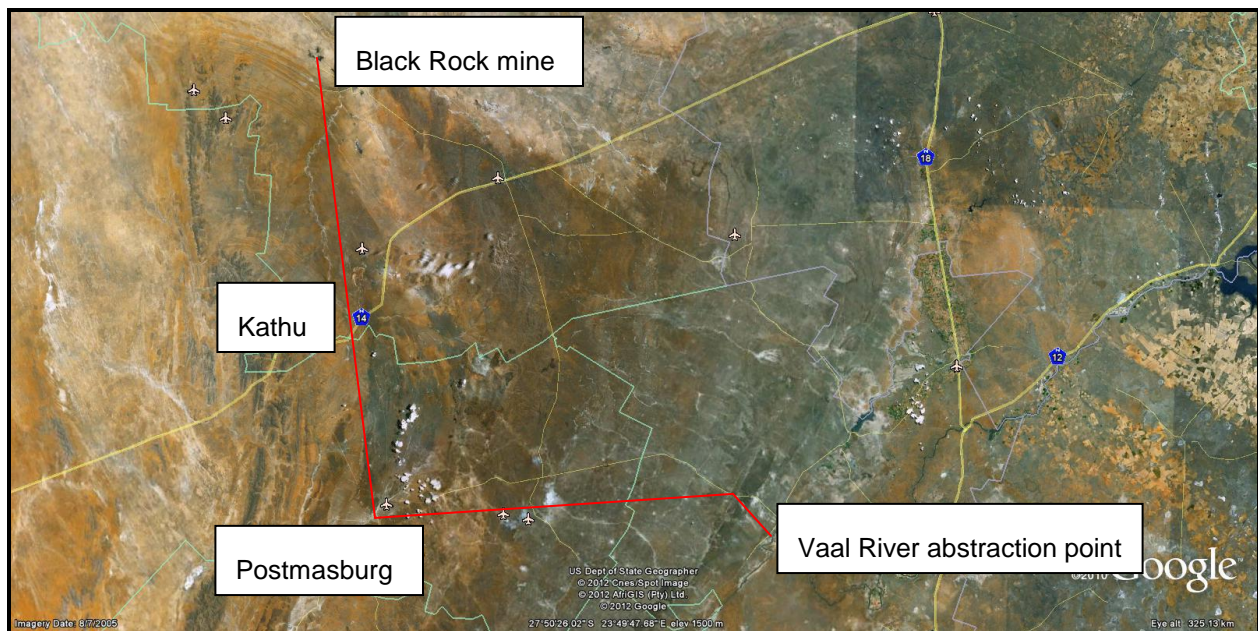 Black Rock mine
N
18
Kathu
N
14
N
12
Postmasburg
Vaal River abstraction point
US Dept of State Geographer
© 2012 Cnes/Spot Image
© 2012 AfriGIS (Pty) Ltd.
© 2012 Google
©2010 Google
Imagery Date: 8/7/2005
27°50'26.02"S 23°49'47.68"E elev 1500 m
Eye alt 325.13 km